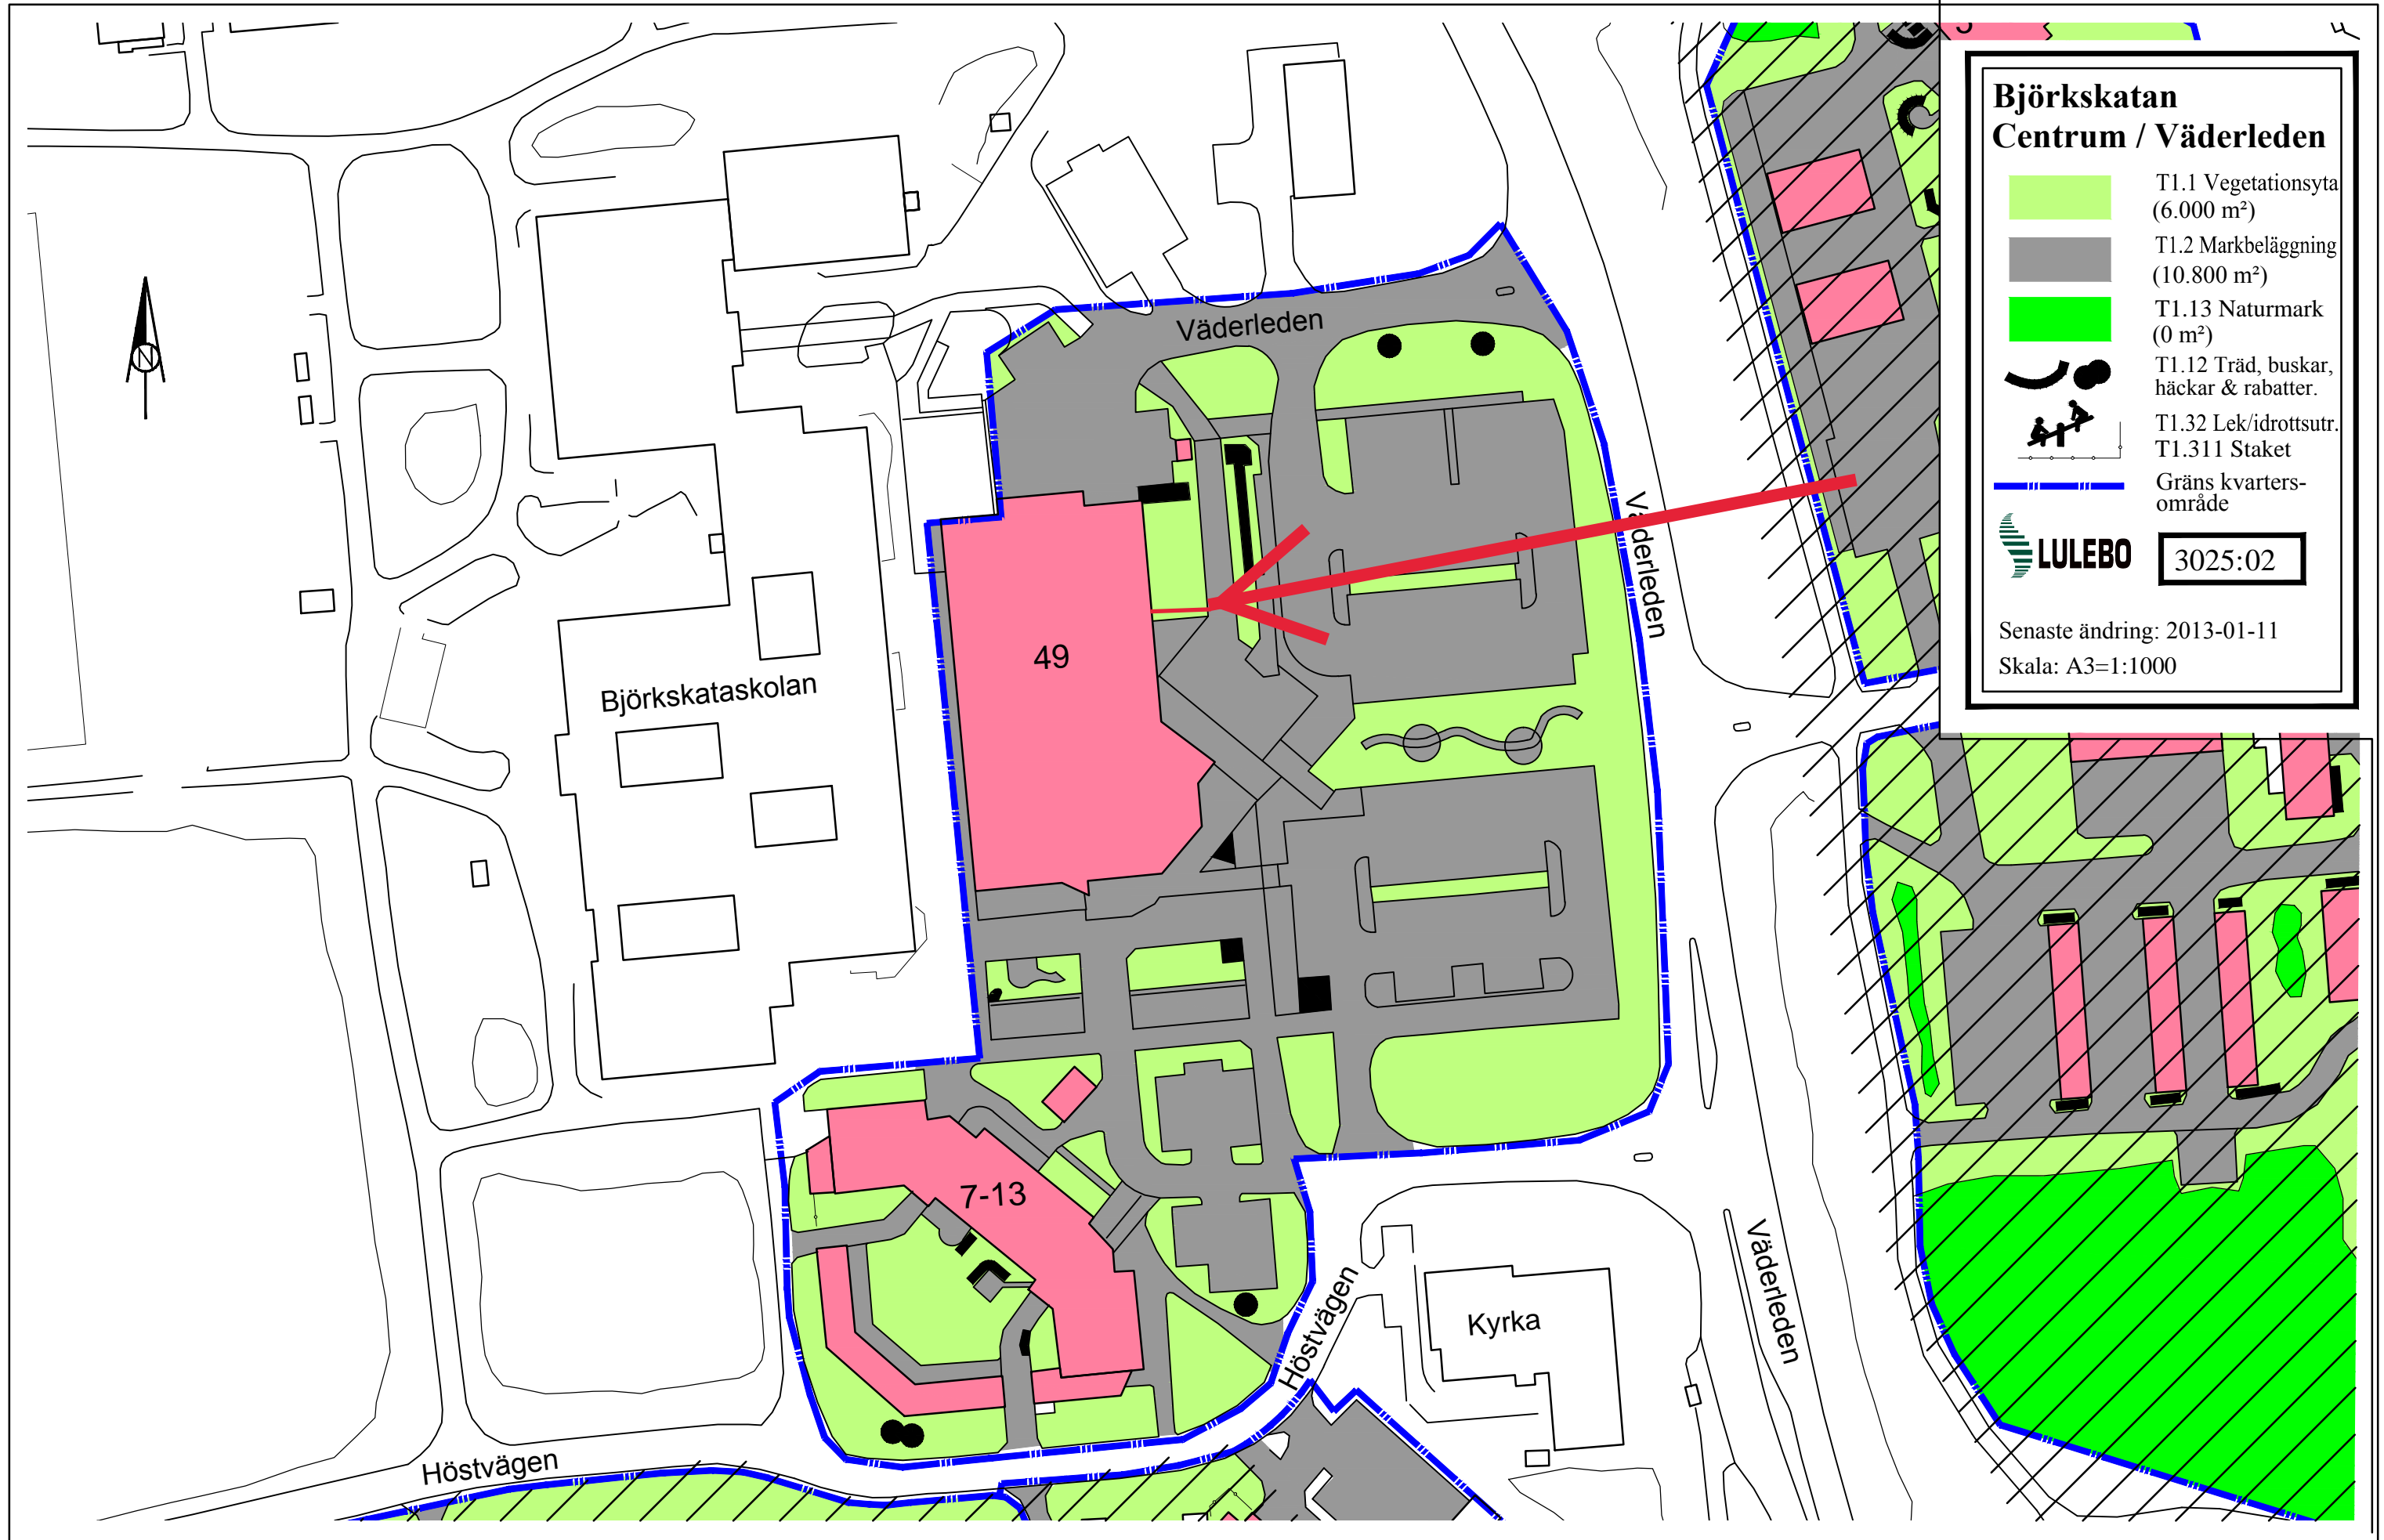 Björkskatan
Centrum / Väderleden
T1.1 Vegetationsyta
(6.000 m²)
T1.2 Markbeläggning
(10.800 m²)
T1.13 Naturmark
(0 m²)
T1.12 Träd, buskar,
häckar & rabatter.
T1.32 Lek/idrottsutr.
T1.311 Staket
Gräns kvarters-
område
LULEBO
3025:02
Senaste ändring: 2013-01-11
Skala: A3=1:1000
N
Väderleden
Väderleden
49
Björkskataskolan
7-13
Väderleden
Höstvägen
Kyrka
Höstvägen